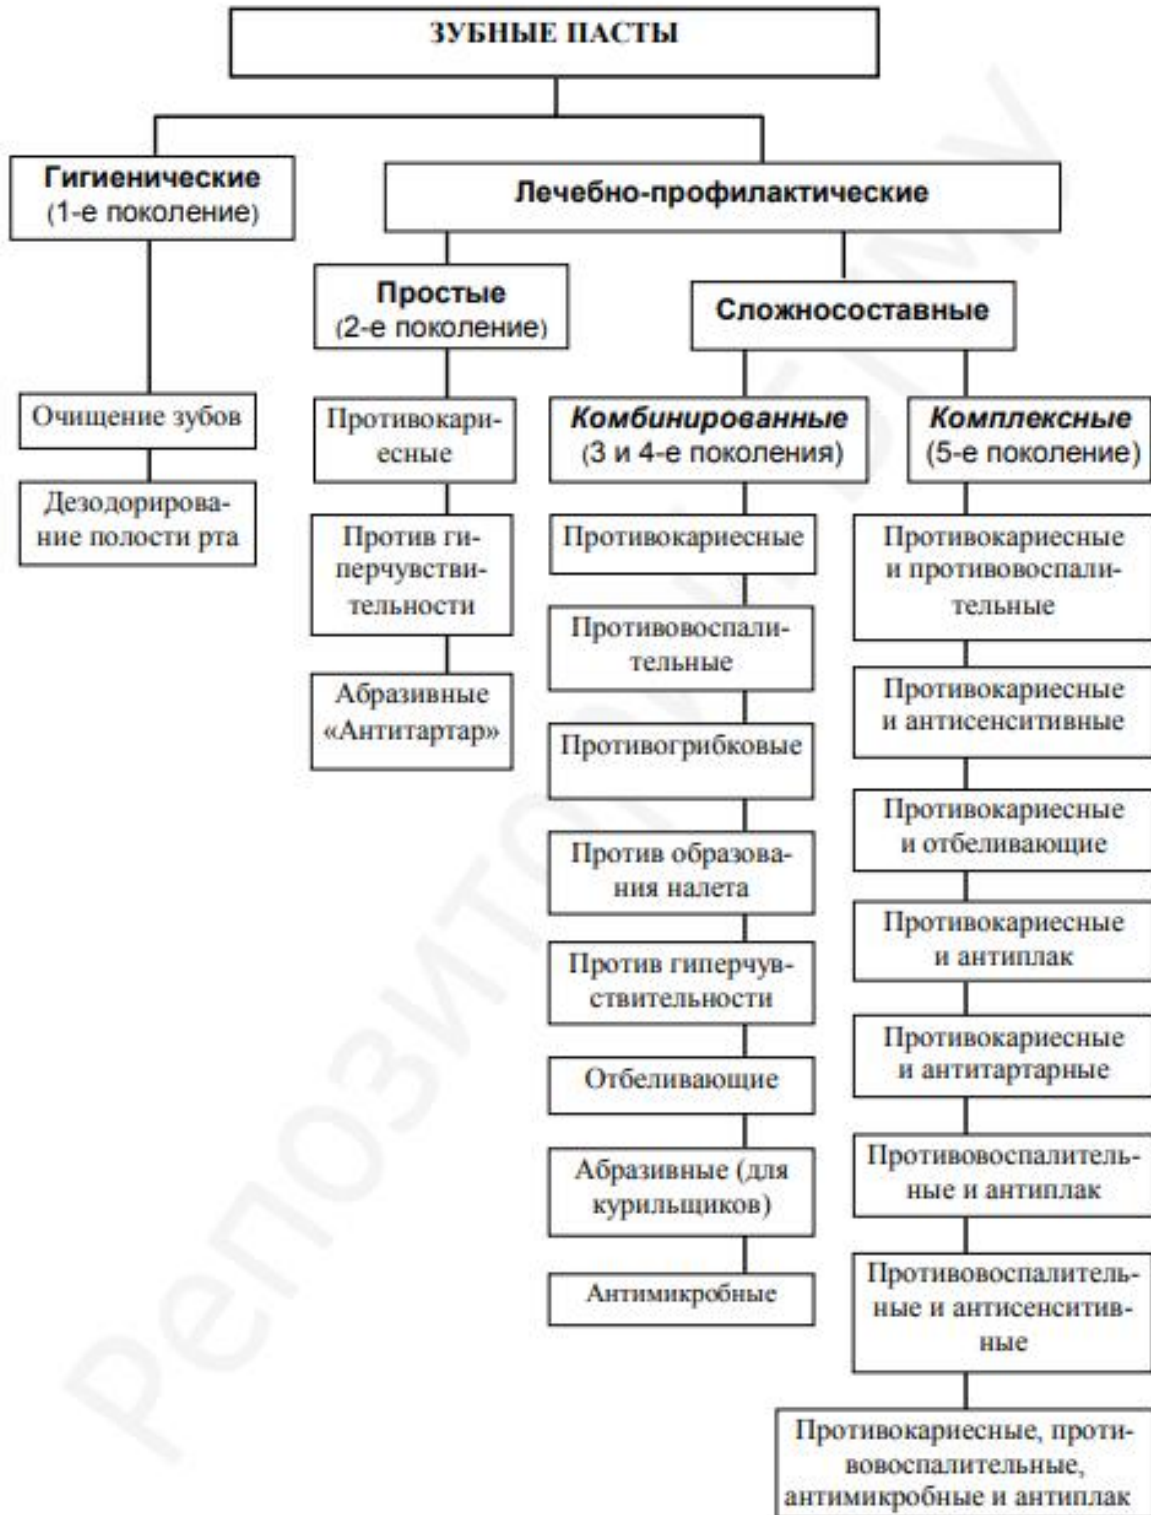 ЗУБНЫЕ ПАСТЫ
Гигиенические
(1-е поколение)
Лечебно-профилактические
Простые
(2-е поколение)
Сложносоставные
Очищение зубов
Дезодорирова-
ние полости рта
Противокари-
есные
Против ги-
перчувстви-
тельности
Абразивные
«Антитартар»
Комбинированные
(3 и 4-е поколения)
Противокариесные
Противовоспали-
тельные
Противогрибковые
Против образова-
ния налета
Против гиперчув-
ствительности
Отбеливающие
Абразивные (для
курильщиков)
Антимикробные
Комплексные
(5-е поколение)
Противокариесные
и противовоспали-
тельные
Противокариесные
и антисенситивные
Противокариесные
и отбеливающие
Противокариесные
и антиплак
Противокариесные
и антитартарные
Противовоспалитель-
ные и антиплак
Противовоспалитель-
ные и антисенситив-
ные
Противокариесные, проти-
вовоспалительные,
антимикробные и антиплак
Репозиторий БГМУ